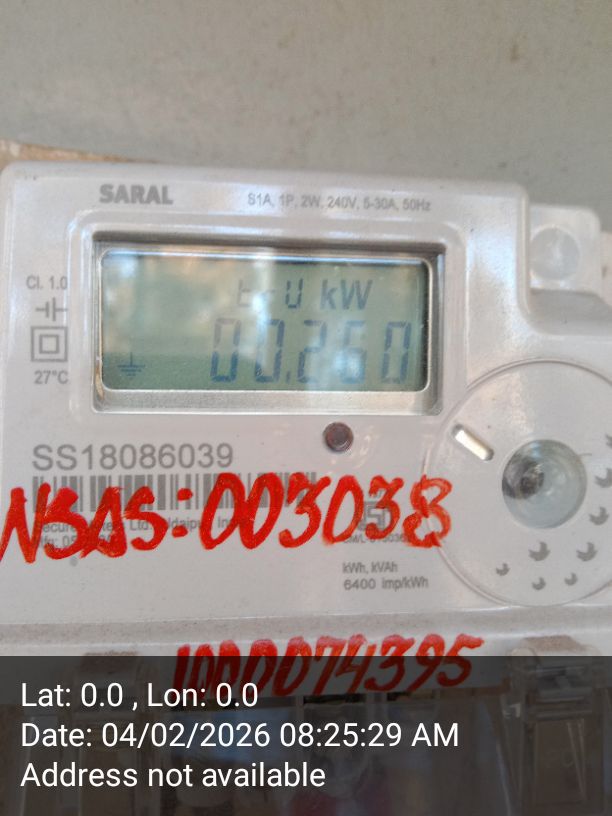 SARAL
S1A, 1P, 2W, 240V, 5-30A, 50Hz
Cl. 1.0
kW
00.260
27°C
SS18086039
NSAS:-003038
kWh, kVAh
6400 imp/kWh
1000074395
Lat: 0.0 , Lon: 0.0
Date: 04/02/2026 08:25:29 AM
Address not available